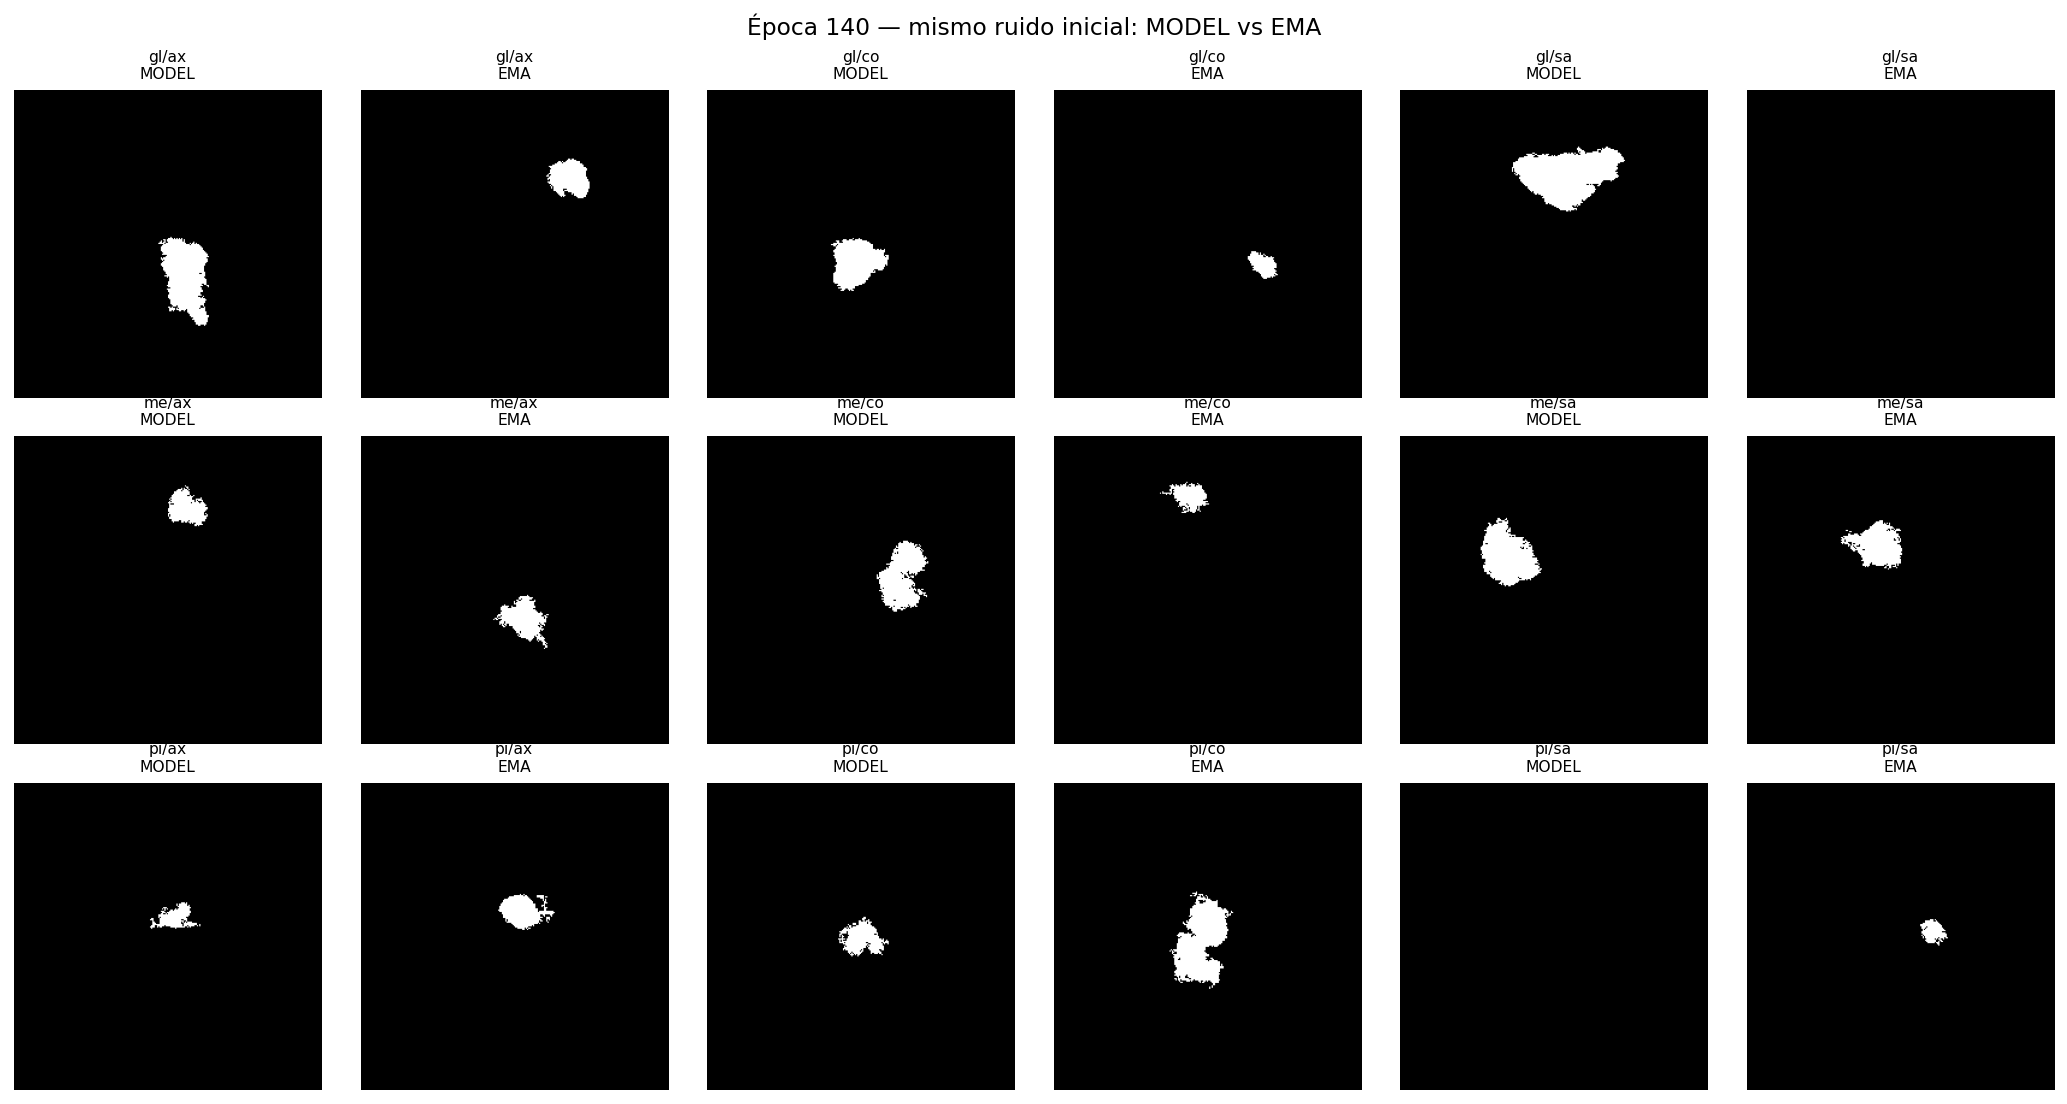 Época 140 — mismo ruido inicial: MODEL vs EMA
gl/ax
MODEL
gl/ax
EMA
gl/co
MODEL
gl/co
EMA
gl/sa
MODEL
gl/sa
EMA
me/ax
MODEL
me/ax
EMA
me/co
MODEL
me/co
EMA
me/sa
MODEL
me/sa
EMA
pi/ax
MODEL
pi/ax
EMA
pi/co
MODEL
pi/co
EMA
pi/sa
MODEL
pi/sa
EMA